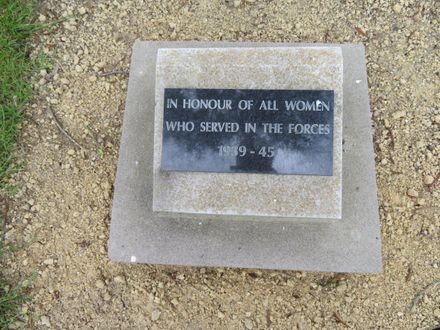 IN HONOUR OF ALL WOMEN
WHO SERVED IN THE FORCES
1939 - 45